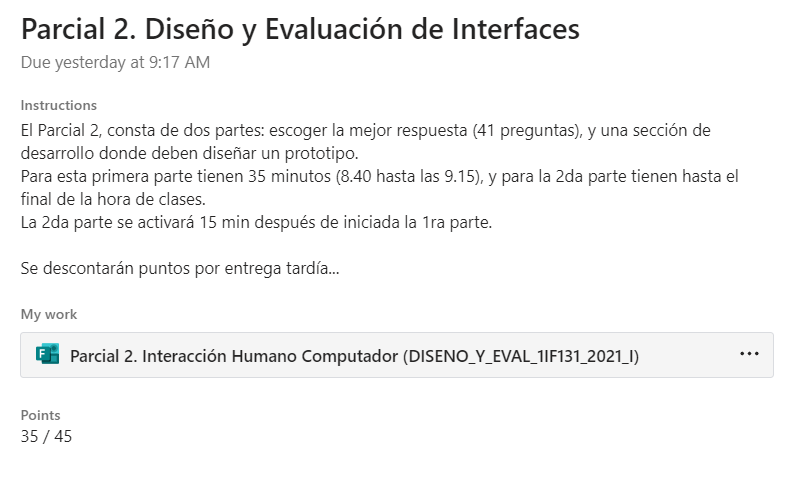 Parcial 2. Diseño y Evaluación de Interfaces
Due yesterday at 9:17 AM
Instructions
El Parcial 2, consta de dos partes: escoger la mejor respuesta (41 preguntas), y una sección de
desarrollo donde deben diseñar un prototipo.
Para esta primera parte tienen 35 minutos (8.40 hasta las 9.15), y para la 2da parte tienen hasta el
final de la hora de clases.
La 2da parte se activará 15 min después de iniciada la 1ra parte.
Se descontarán puntos por entrega tardía...
My work
F
Parcial 2. Interacción Humano Computador (DISENO_Y_EVAL_1IF131_2021_I)
Points
35 / 45